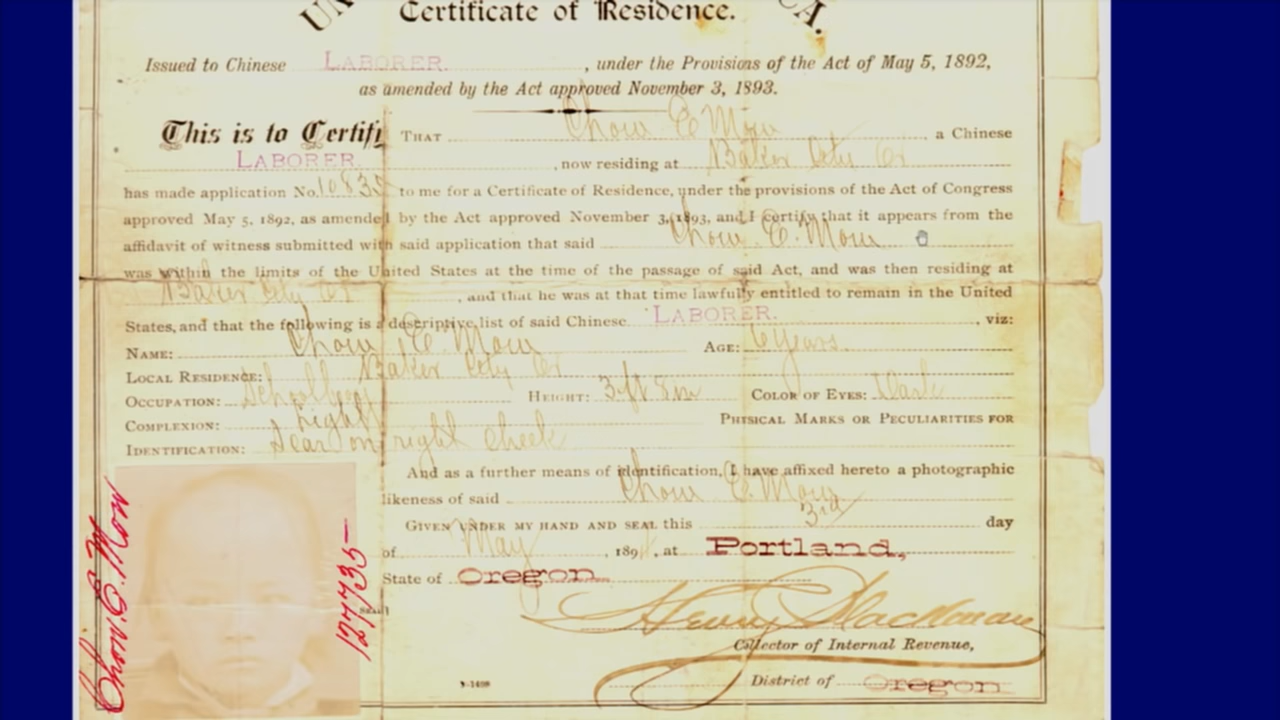 Certificate of Residence.
Issued to Chinese LABORER, under the Provisions of the Act of May 5, 1892,
as amended by the Act approved November 3, 1893.
This is to Certify THAT Chow E Mow a Chinese
LABORER, now residing at Baker City Or
has made application No. 10835 to me for a Certificate of Residence, under the provisions of the Act of Congress
approved May 5, 1892, as amended by the Act approved November 3, 1893, and I certify that it appears from the
affidavit of witness submitted with said application that said Chow E. Mow
was within the limits of the United States at the time of the passage of said Act, and was then residing at
Baker City Or, and that he was at that time lawfully entitled to remain in the United
States, and that the following is a descriptive list of said Chinese LABORER. viz:
NAME: Chow E. Mow AGE: 6 years
LOCAL RESIDENCE: Baker City Or
OCCUPATION: Schoolboy HEIGHT: 3 ft 8 in COLOR OF EYES: Dark
COMPLEXION: Light PHYSICAL MARKS OR PECULIARITIES FOR
IDENTIFICATION: Scar on right cheek
And as a further means of identification, I have affixed hereto a photographic
likeness of said Chow E. Mow
GIVEN UNDER MY HAND AND SEAL this 3rd day
of May, 1894, at Portland,
State of Oregon
Chow E. Mow
127735
Henry Blackman
Collector of Internal Revenue,
District of Oregon